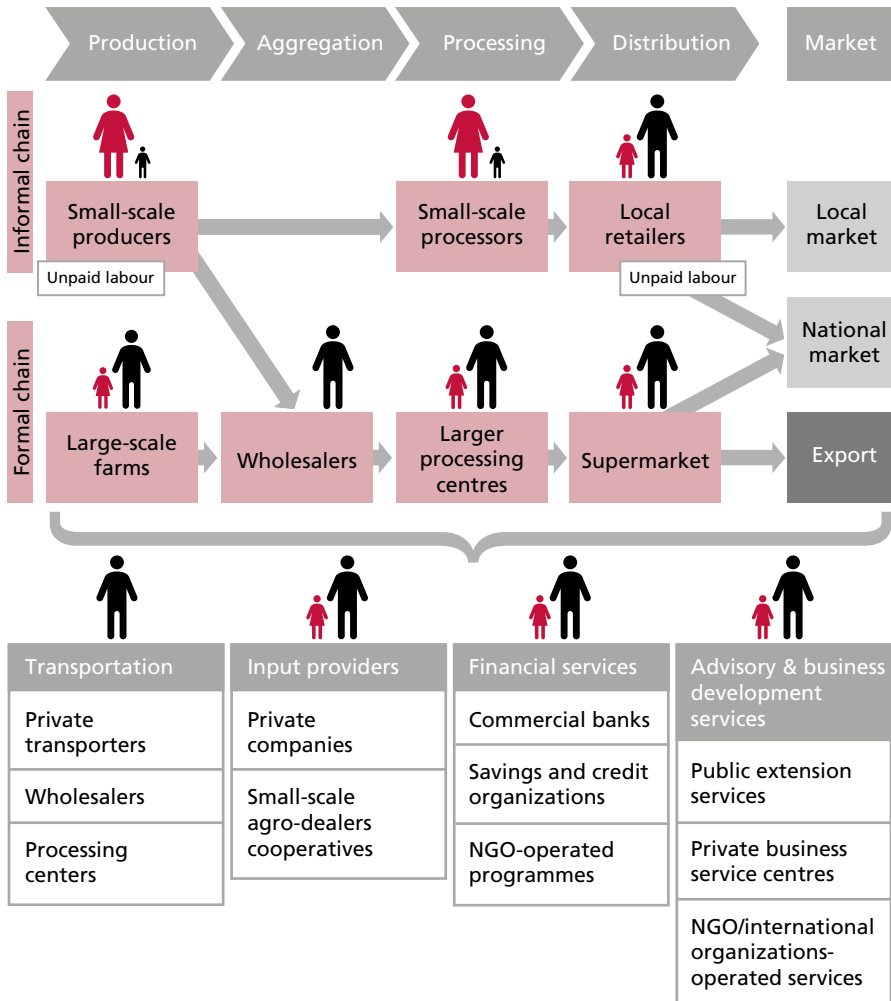 Production
Aggregation
Processing
Distribution
Market
Informal chain
Small-scale
producers
Unpaid labour
Small-scale
processors
Local
retailers
Unpaid labour
Local
market
National
market
Formal chain
Large-scale
farms
Wholesalers
Larger
processing
centres
Supermarket
Export
Transportation
Private
transporters
Wholesalers
Processing
centers
Input providers
Private
companies
Small-scale
agro-dealers
cooperatives
Financial services
Commercial banks
Savings and credit
organizations
NGO-operated
programmes
Advisory & business
development
services
Public extension
services
Private business
service centres
NGO/international
organizations-
operated services